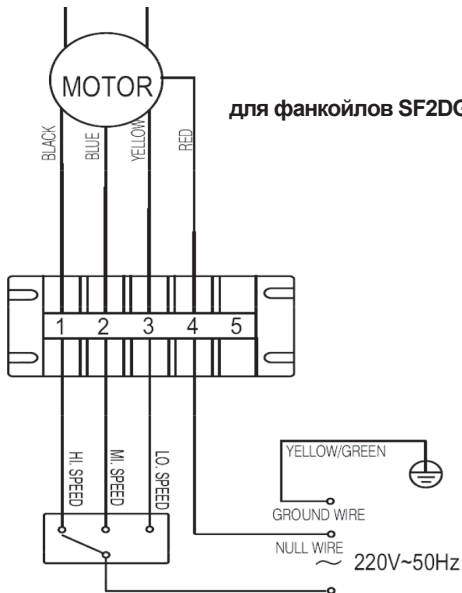 MOTOR
для фанкойлов SF2DG
BLACK
BLUE
YELLOW
RED
1 2 3 4 5
HI. SPEED
MI. SPEED
LO. SPEED
YELLOW/GREEN
GROUND WIRE
NULL WIRE
~ 220V~50Hz